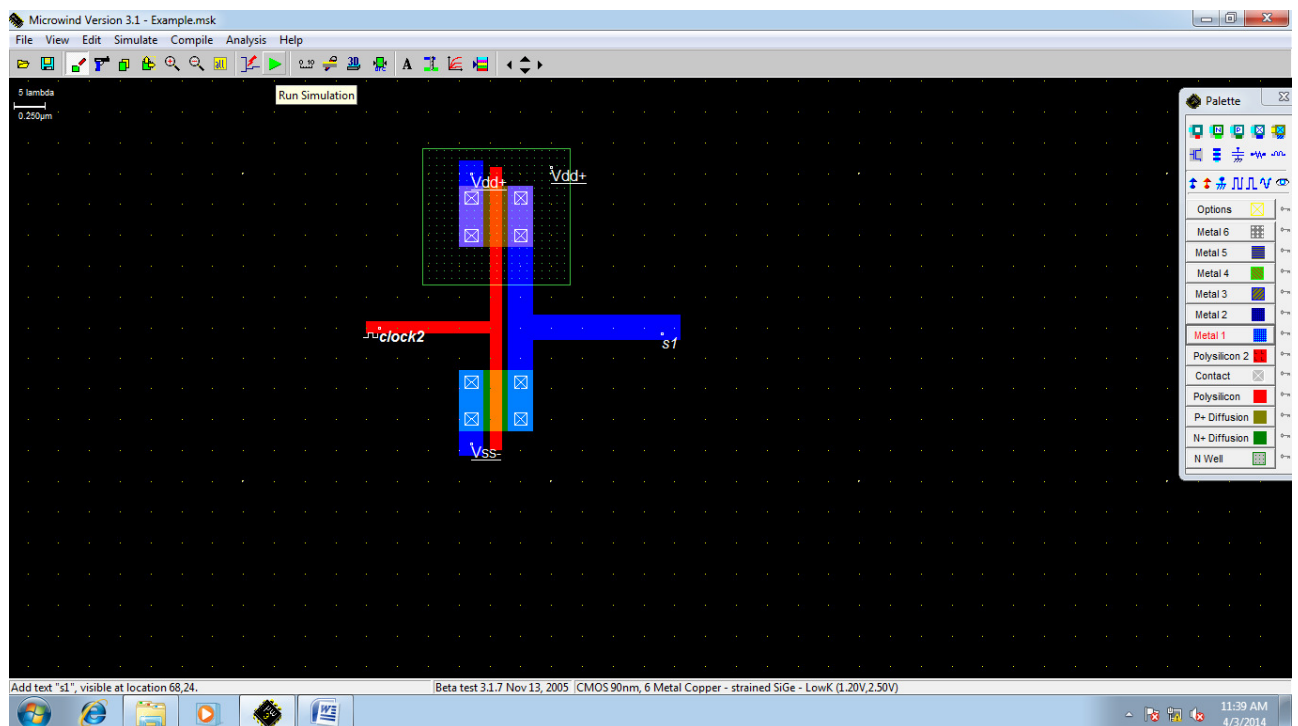 Microwind Version 3.1 - Example.msk
File View Edit Simulate Compile Analysis Help
5 lambda
0.250µm
Run Simulation
Palette
Vdd+
Vdd+
clock2
s1
Vss-
Options
Metal 6
Metal 5
Metal 4
Metal 3
Metal 2
Metal 1
Polysilicon 2
Contact
Polysilicon
P+ Diffusion
N+ Diffusion
N Well
Add text "s1", visible at location 68,24.
Beta test 3.1.7 Nov 13, 2005
CMOS 90nm, 6 Metal Copper - strained SiGe - LowK (1.20V,2.50V)
11:39 AM
4/3/2014